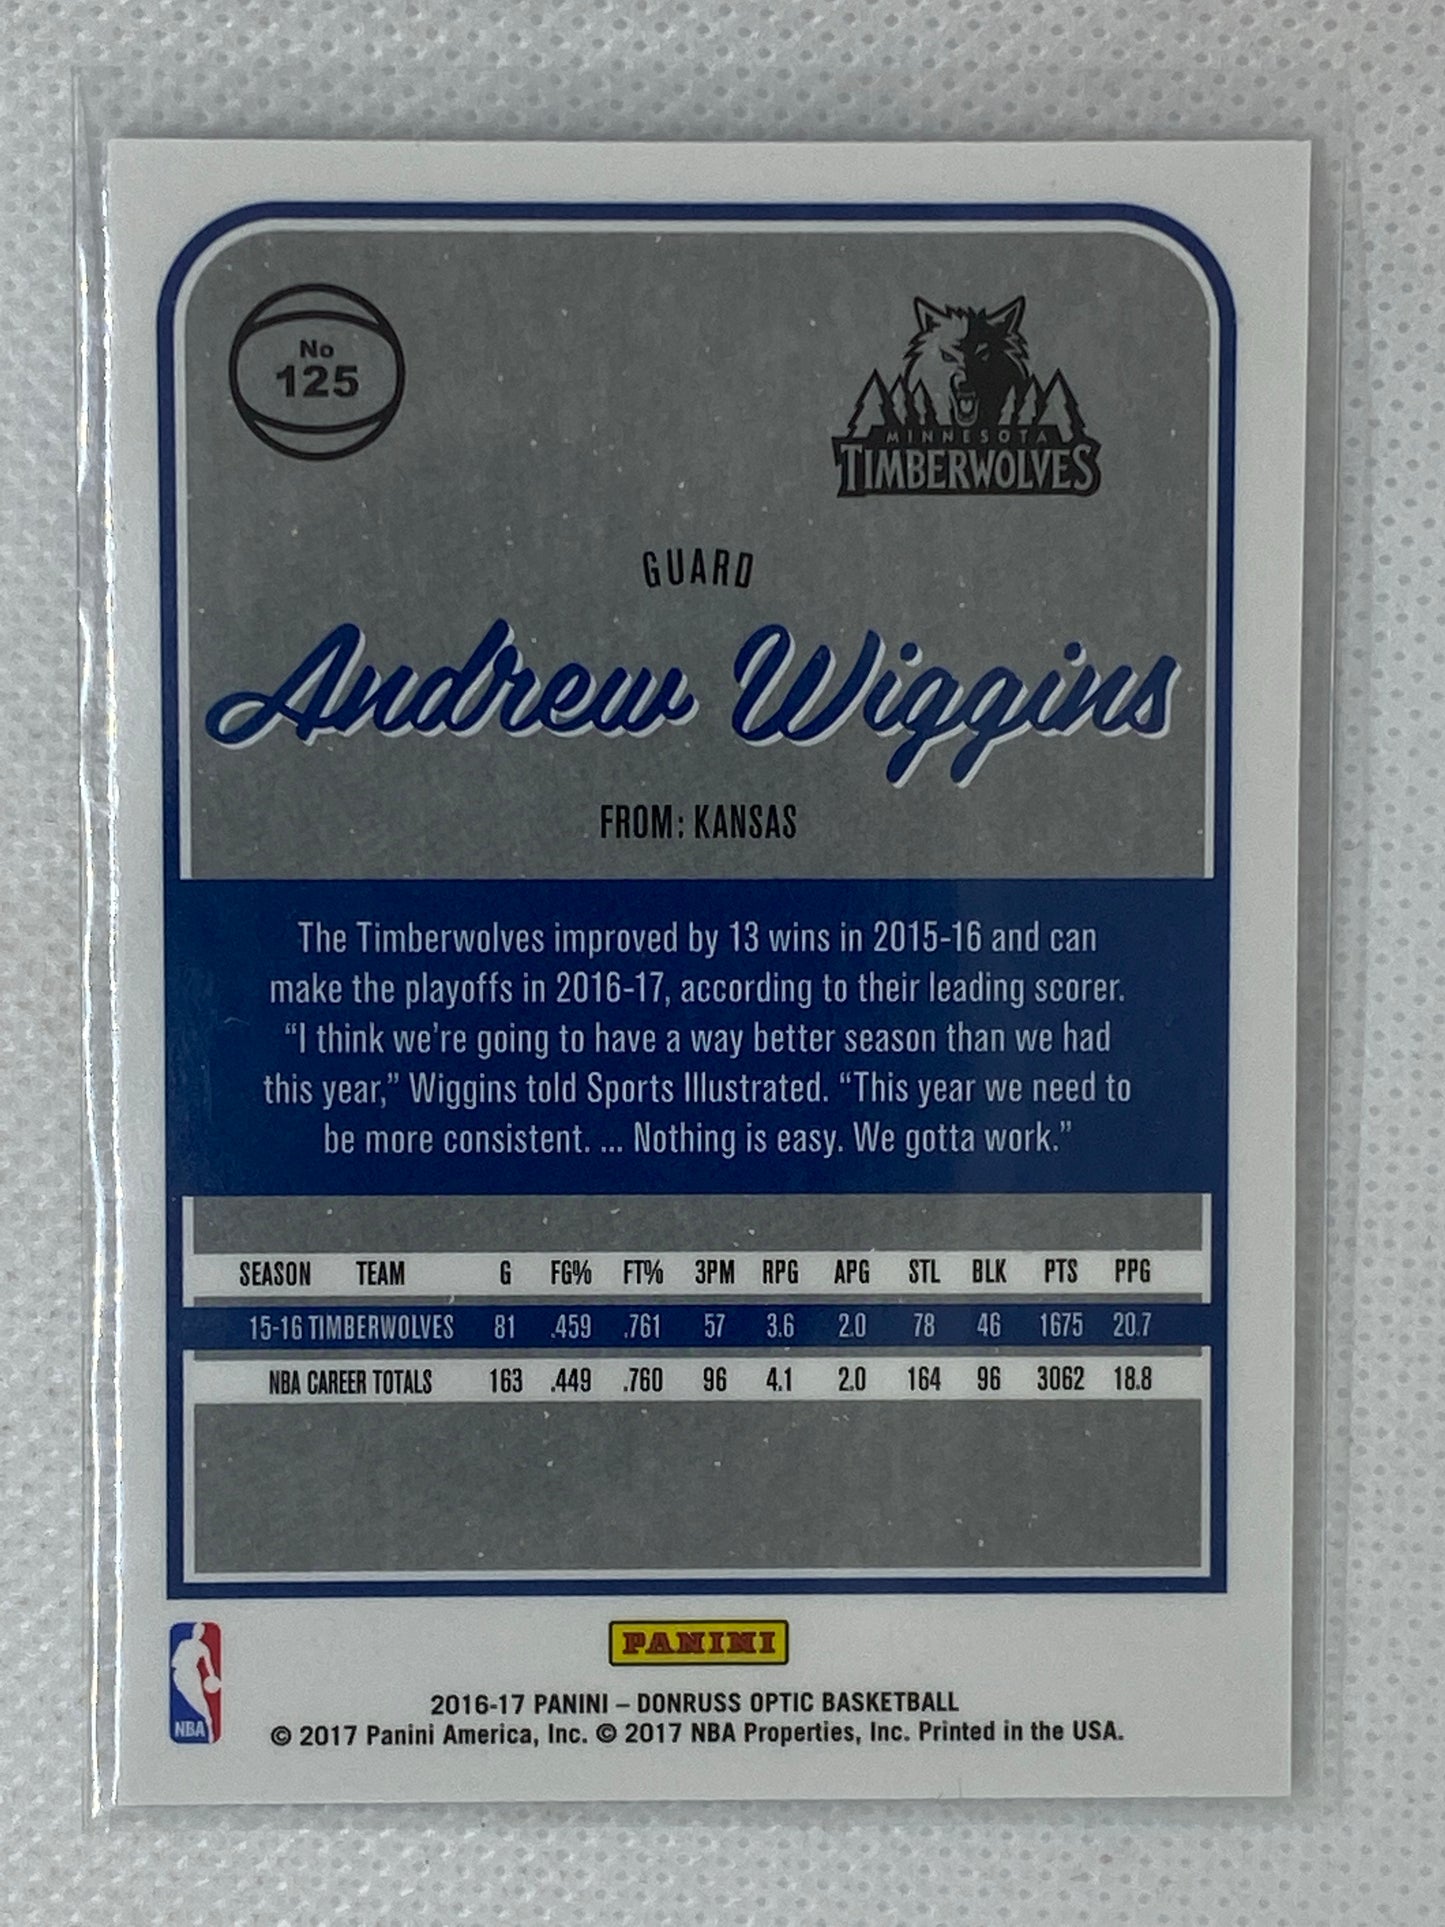 No
125
MINNESOTA
TIMBERWOLVES
GUARD
Andrew Wiggins
FROM: KANSAS
The Timberwolves improved by 13 wins in 2015-16 and can
make the playoffs in 2016-17, according to their leading scorer.
“I think we’re going to have a way better season than we had
this year,” Wiggins told Sports Illustrated. “This year we need to
be more consistent. ... Nothing is easy. We gotta work.”
SEASON TEAM G FG% FT% 3PM RPG APG STL BLK PTS PPG
15-16 TIMBERWOLVES 81 .459 .761 57 3.6 2.0 78 46 1675 20.7
NBA CAREER TOTALS 163 .449 .760 96 4.1 2.0 164 96 3062 18.8
PANINI
NBA
2016-17 PANINI – DONRUSS OPTIC BASKETBALL
© 2017 Panini America, Inc. © 2017 NBA Properties, Inc. Printed in the USA.